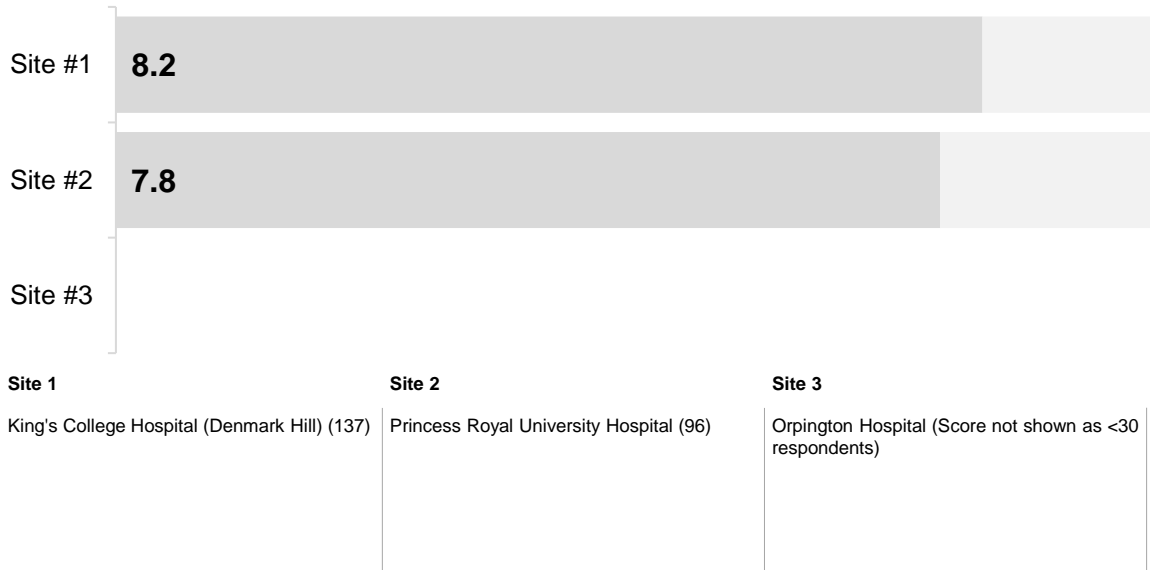 Site #1
8.2
Site #2
7.8
Site #3
Site 1
King's College Hospital (Denmark Hill) (137)
Site 2
Princess Royal University Hospital (96)
Site 3
Orpington Hospital (Score not shown as <30
respondents)